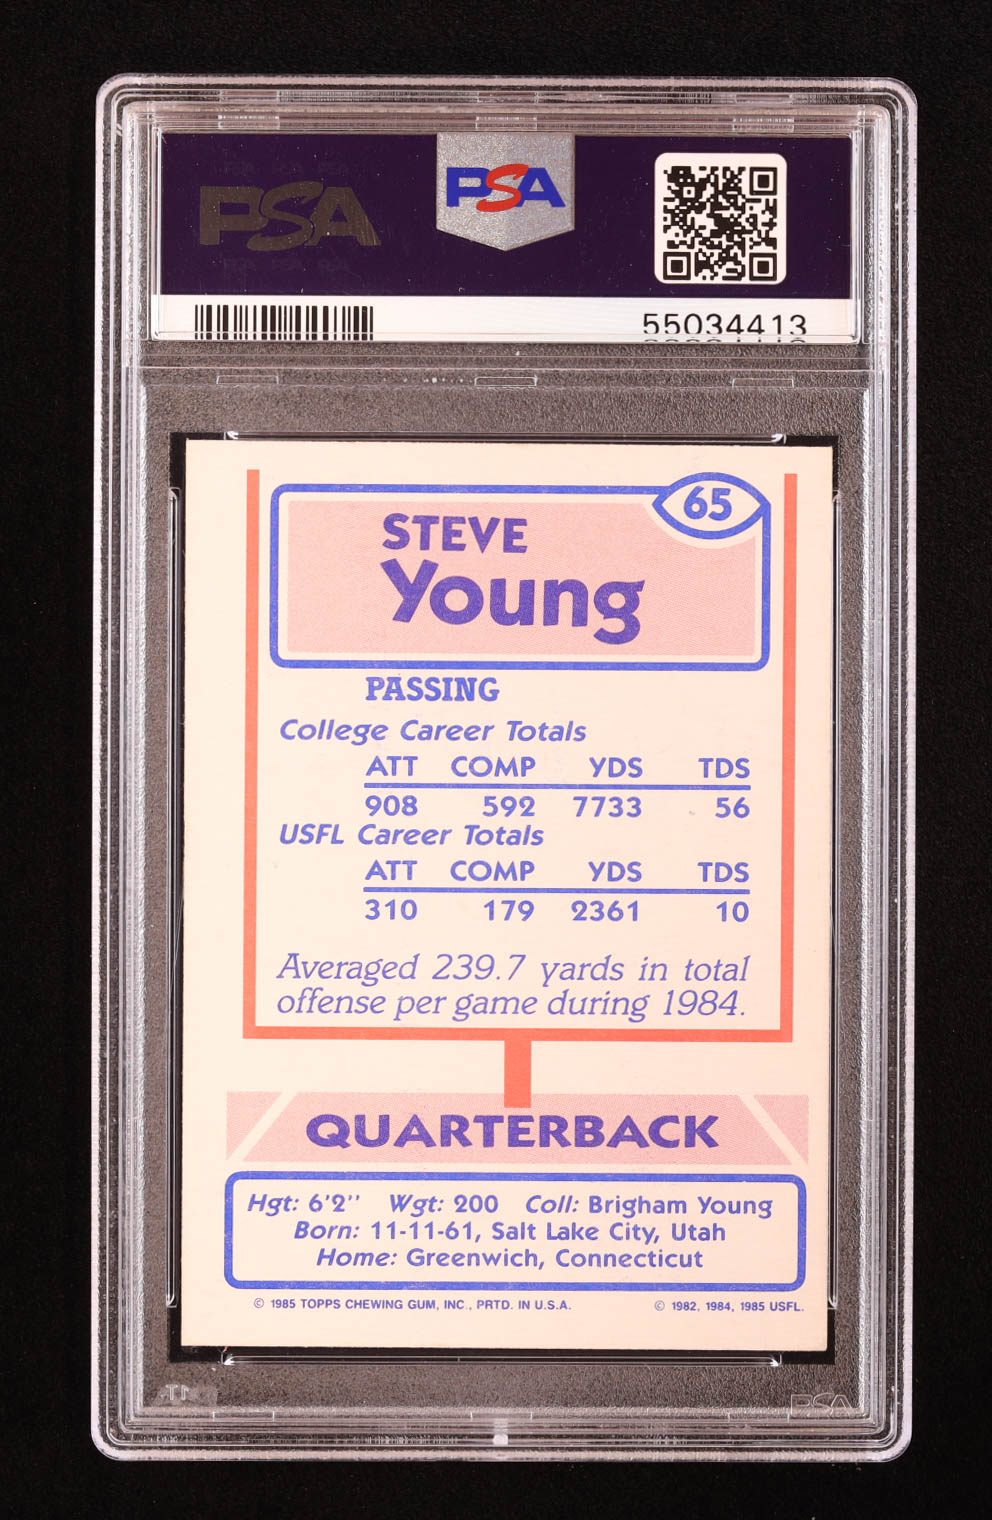 PSA
PSA
55034413
65
STEVE
Young
PASSING
College Career Totals
ATT COMP YDS TDS
908 592 7733 56
USFL Career Totals
ATT COMP YDS TDS
310 179 2361 10
Averaged 239.7 yards in total
offense per game during 1984.
QUARTERBACK
Hgt: 6'2'' Wgt: 200 Coll: Brigham Young
Born: 11-11-61, Salt Lake City, Utah
Home: Greenwich, Connecticut
© 1985 TOPPS CHEWING GUM, INC., PRTD. IN U.S.A. © 1982, 1984, 1985 USFL.
PSA